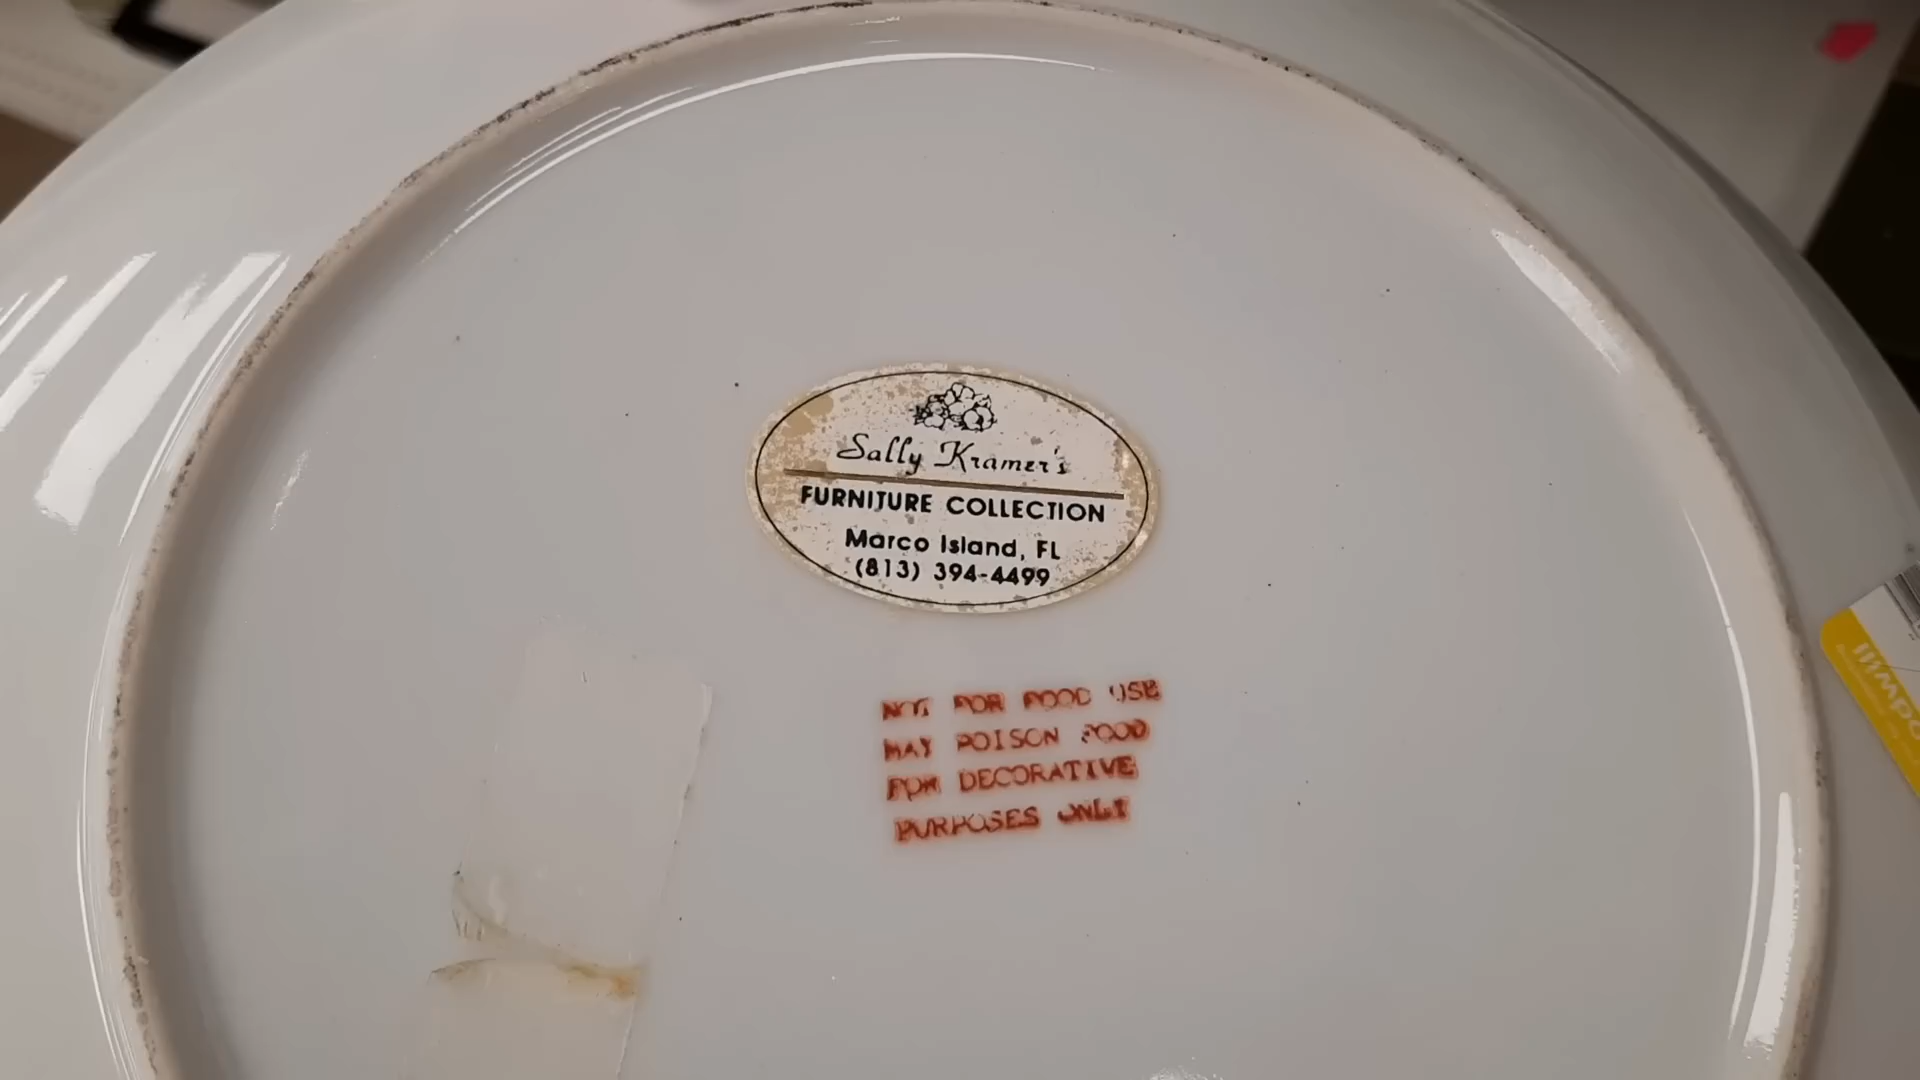 Sally Kramer's
FURNITURE COLLECTION
Marco Island, FL
(813) 394-4499
NOT FOR FOOD USE
MAY POISON FOOD
FOR DECORATIVE
PURPOSES ONLY